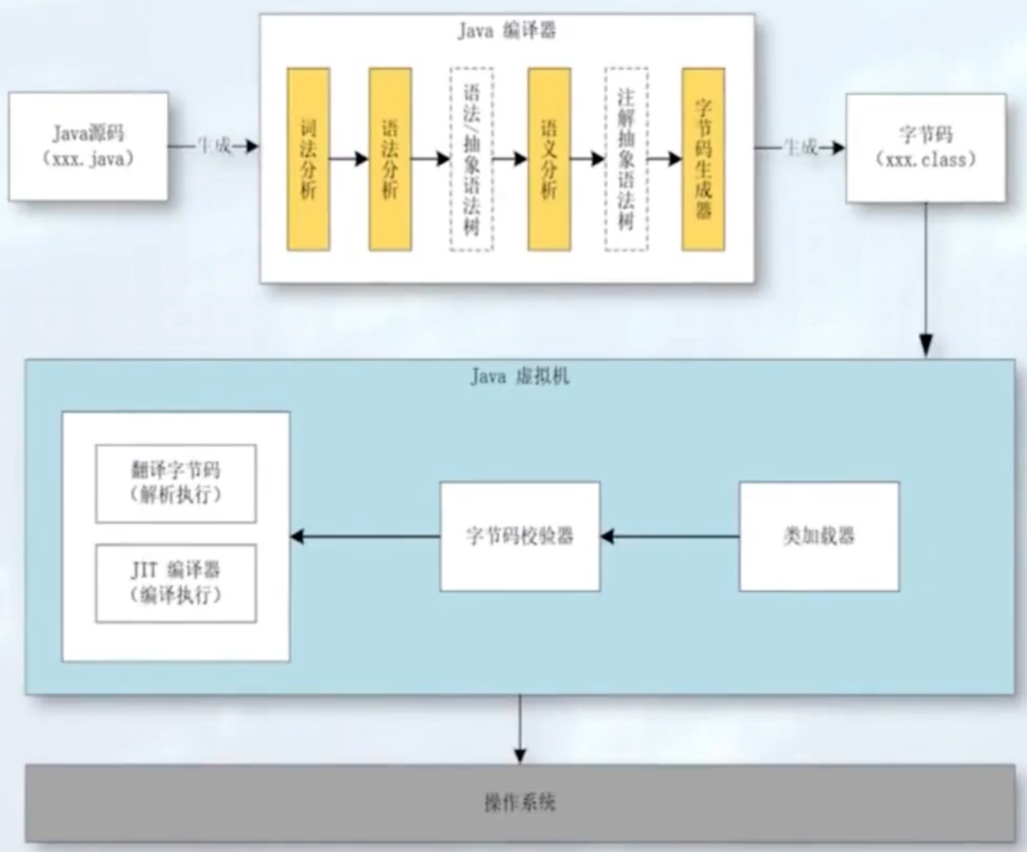 Java 编译器
Java源码
（xxx.java）
生成
词法分析
语法分析
语法/抽象语法树
语义分析
注解抽象语法树
字节码生成器
生成
字节码
（xxx.class）
Java 虚拟机
翻译字节码
（解析执行）
JIT 编译器
（编译执行）
字节码校验器
类加载器
操作系统